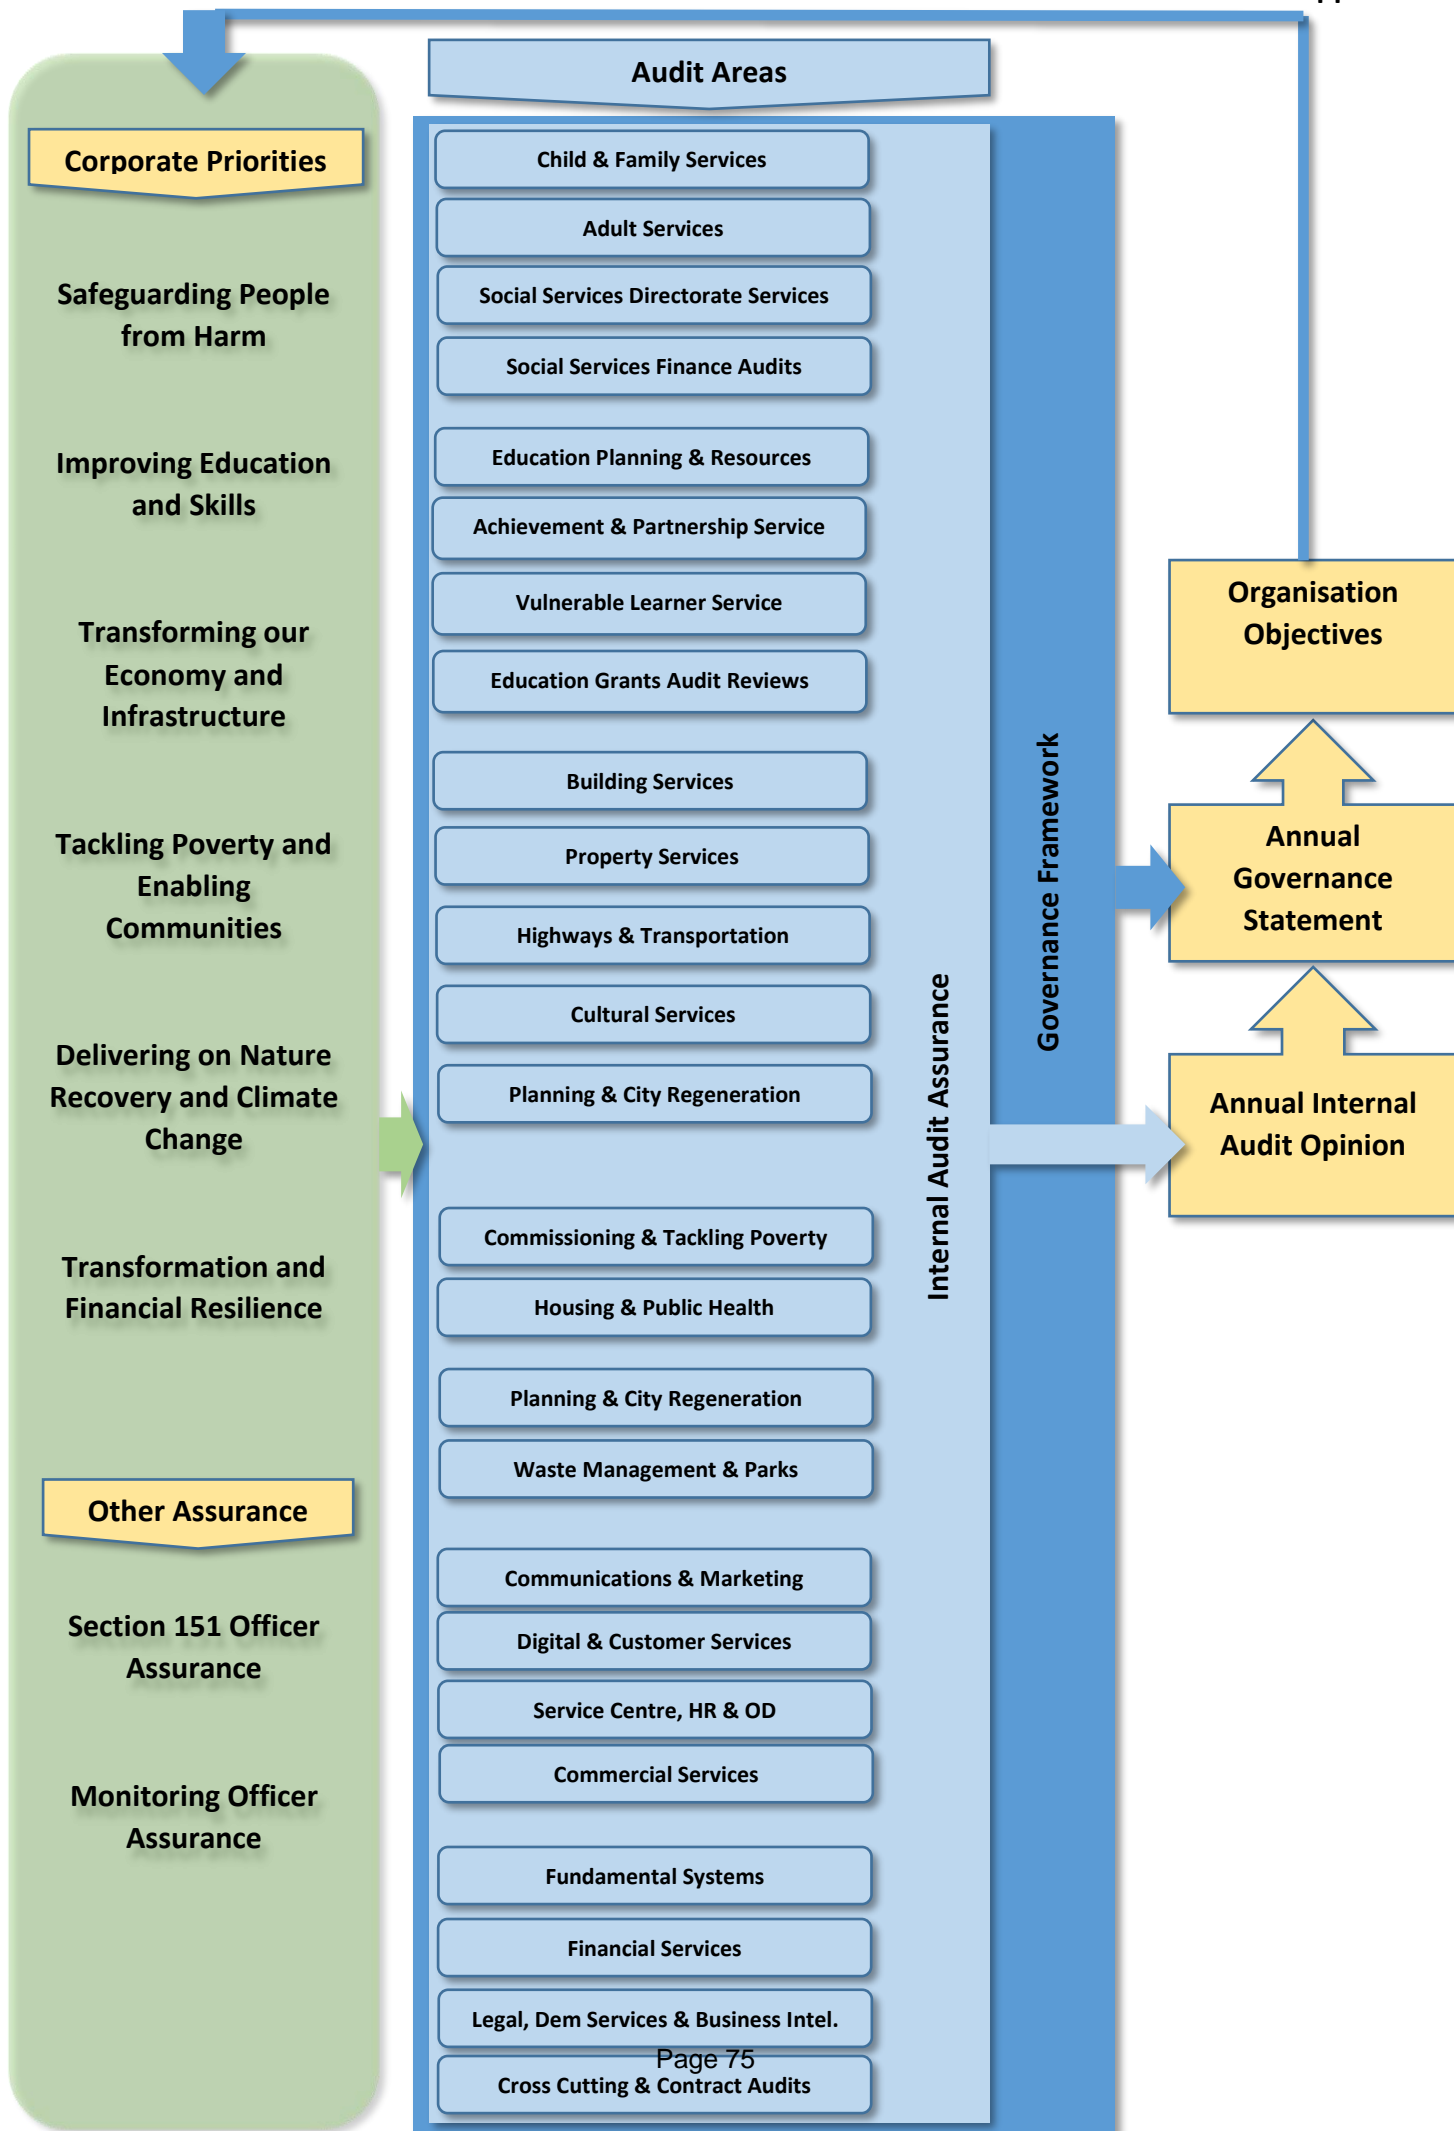 Audit Areas
Corporate Priorities
Safeguarding People
from Harm
Improving Education
and Skills
Transforming our
Economy and
Infrastructure
Tackling Poverty and
Enabling
Communities
Delivering on Nature
Recovery and Climate
Change
Transformation and
Financial Resilience
Other Assurance
Section 151 Officer
Assurance
Monitoring Officer
Assurance
Child & Family Services
Adult Services
Social Services Directorate Services
Social Services Finance Audits
Education Planning & Resources
Achievement & Partnership Service
Vulnerable Learner Service
Education Grants Audit Reviews
Building Services
Property Services
Highways & Transportation
Cultural Services
Planning & City Regeneration
Commissioning & Tackling Poverty
Housing & Public Health
Planning & City Regeneration
Waste Management & Parks
Communications & Marketing
Digital & Customer Services
Service Centre, HR & OD
Commercial Services
Fundamental Systems
Financial Services
Legal, Dem Services & Business Intel.
Page 75
Cross Cutting & Contract Audits
Internal Audit Assurance
Governance Framework
Organisation
Objectives
Annual
Governance
Statement
Annual Internal
Audit Opinion